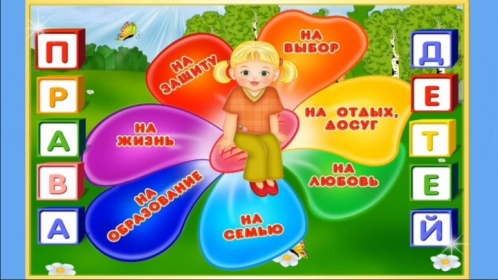 ПРАВА
ДЕТЕЙ
НА
ЗАЩИТУ
НА
ВЫБОР
НА ОТДЫХ,
ДОСУГ
НА
ЛЮБОВЬ
НА
СЕМЬЮ
НА
ОБРАЗОВАНИЕ
НА
ЖИЗНЬ